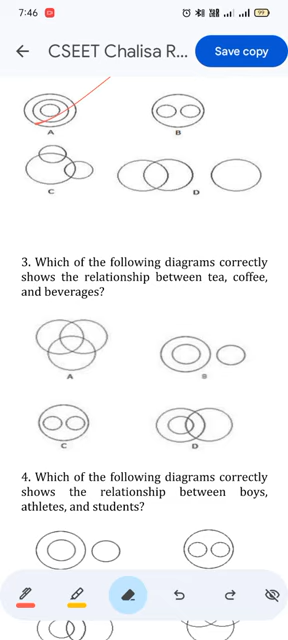 7:46
99
CSEET Chalisa R...
Save copy
A
B
C
D
3. Which of the following diagrams correctly
shows the relationship between tea, coffee,
and beverages?
A
B
C
D
4. Which of the following diagrams correctly
shows the relationship between boys,
athletes, and students?